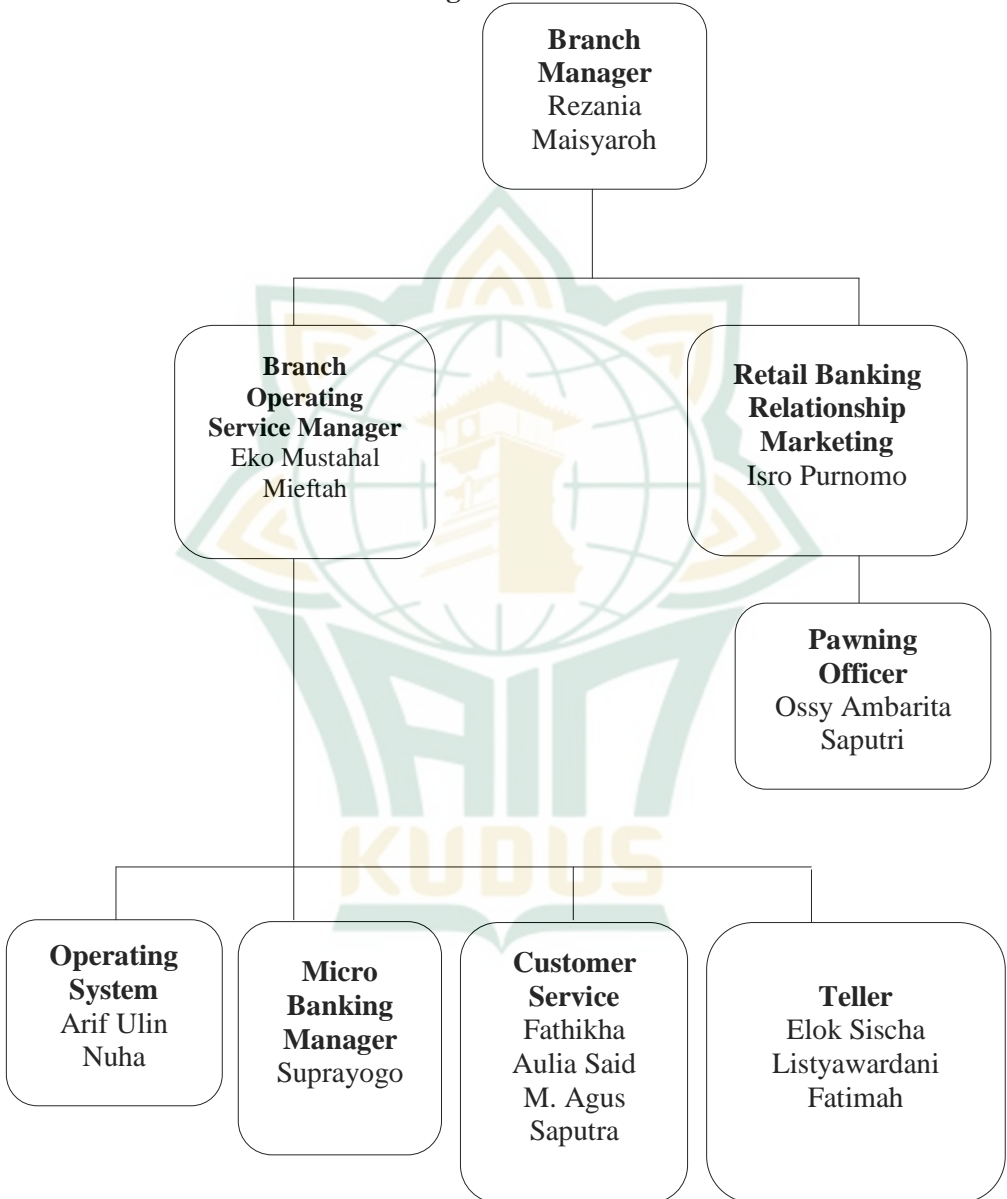 Branch
Manager
Rezania
Maisyaroh
Branch
Operating
Service Manager
Eko Mustahal
Mieftah
Retail Banking
Relationship
Marketing
Isro Purnomo
Pawning
Officer
Ossy Ambarita
Saputri
Operating
System
Arif Ulin
Nuha
Micro
Banking
Manager
Suprayogo
Customer
Service
Fathikha
Aulia Said
M. Agus
Saputra
Teller
Elok Sischa
Listyawardani
Fatimah
IAIN
KUDUS